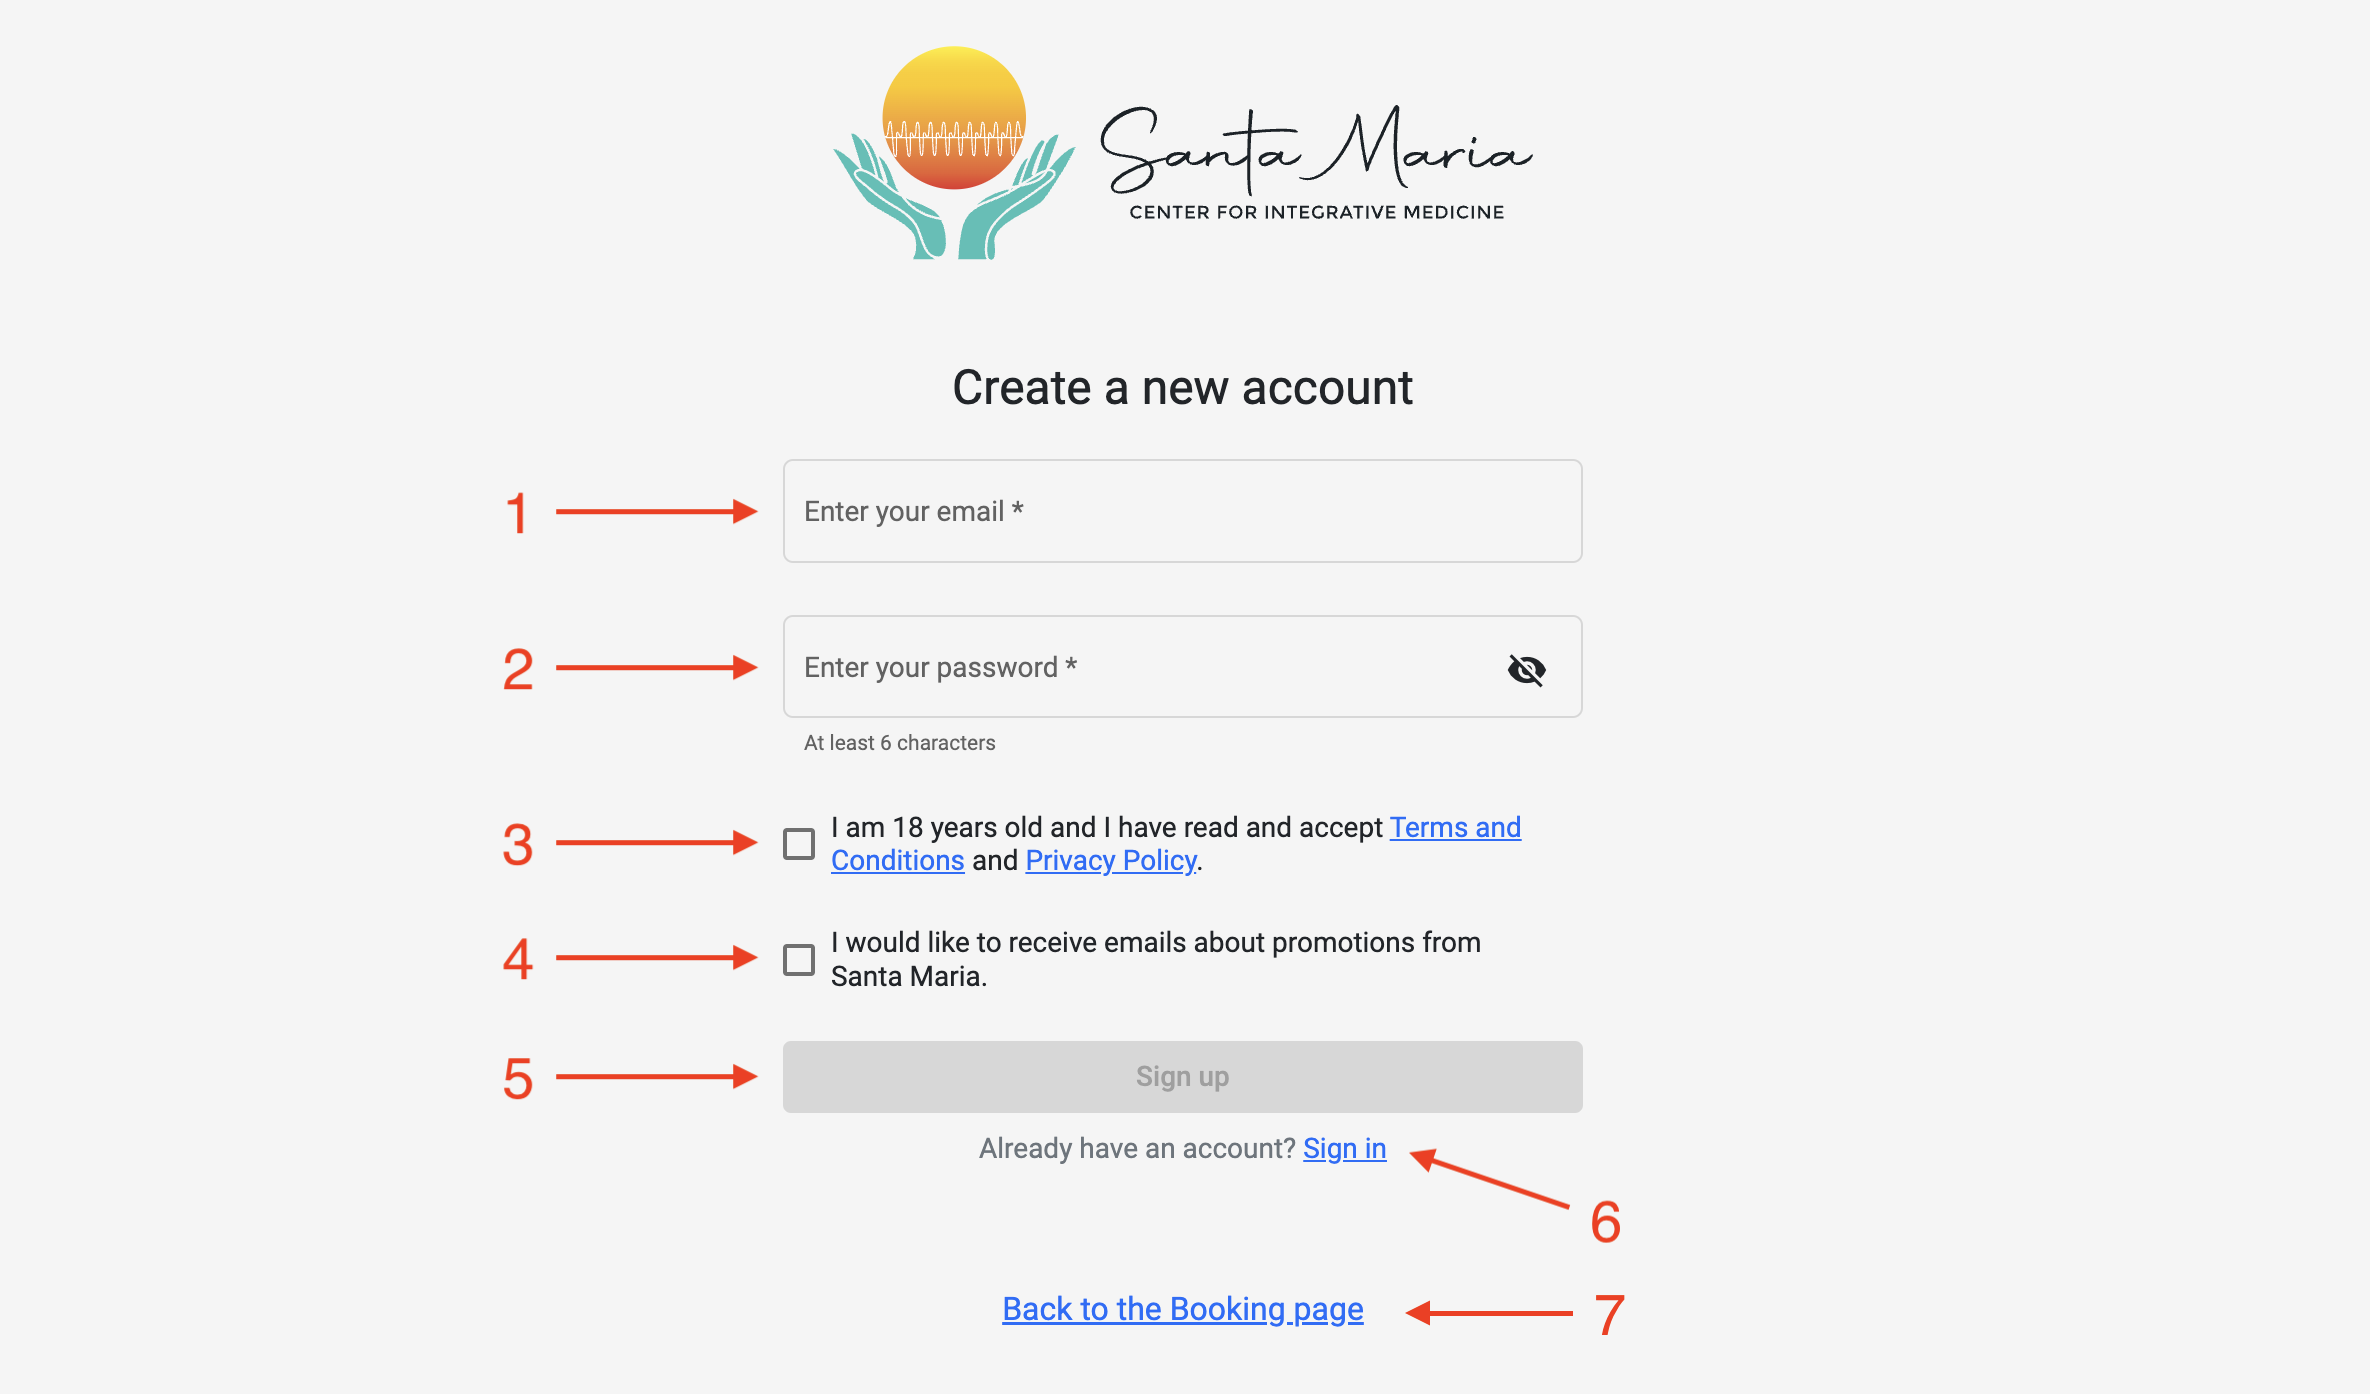 Santa Maria
CENTER FOR INTEGRATIVE MEDICINE
Create a new account
1
Enter your email *
2
Enter your password *
At least 6 characters
3
I am 18 years old and I have read and accept Terms and
Conditions and Privacy Policy.
4
I would like to receive emails about promotions from
Santa Maria.
5
Sign up
Already have an account? Sign in
6
Back to the Booking page
7